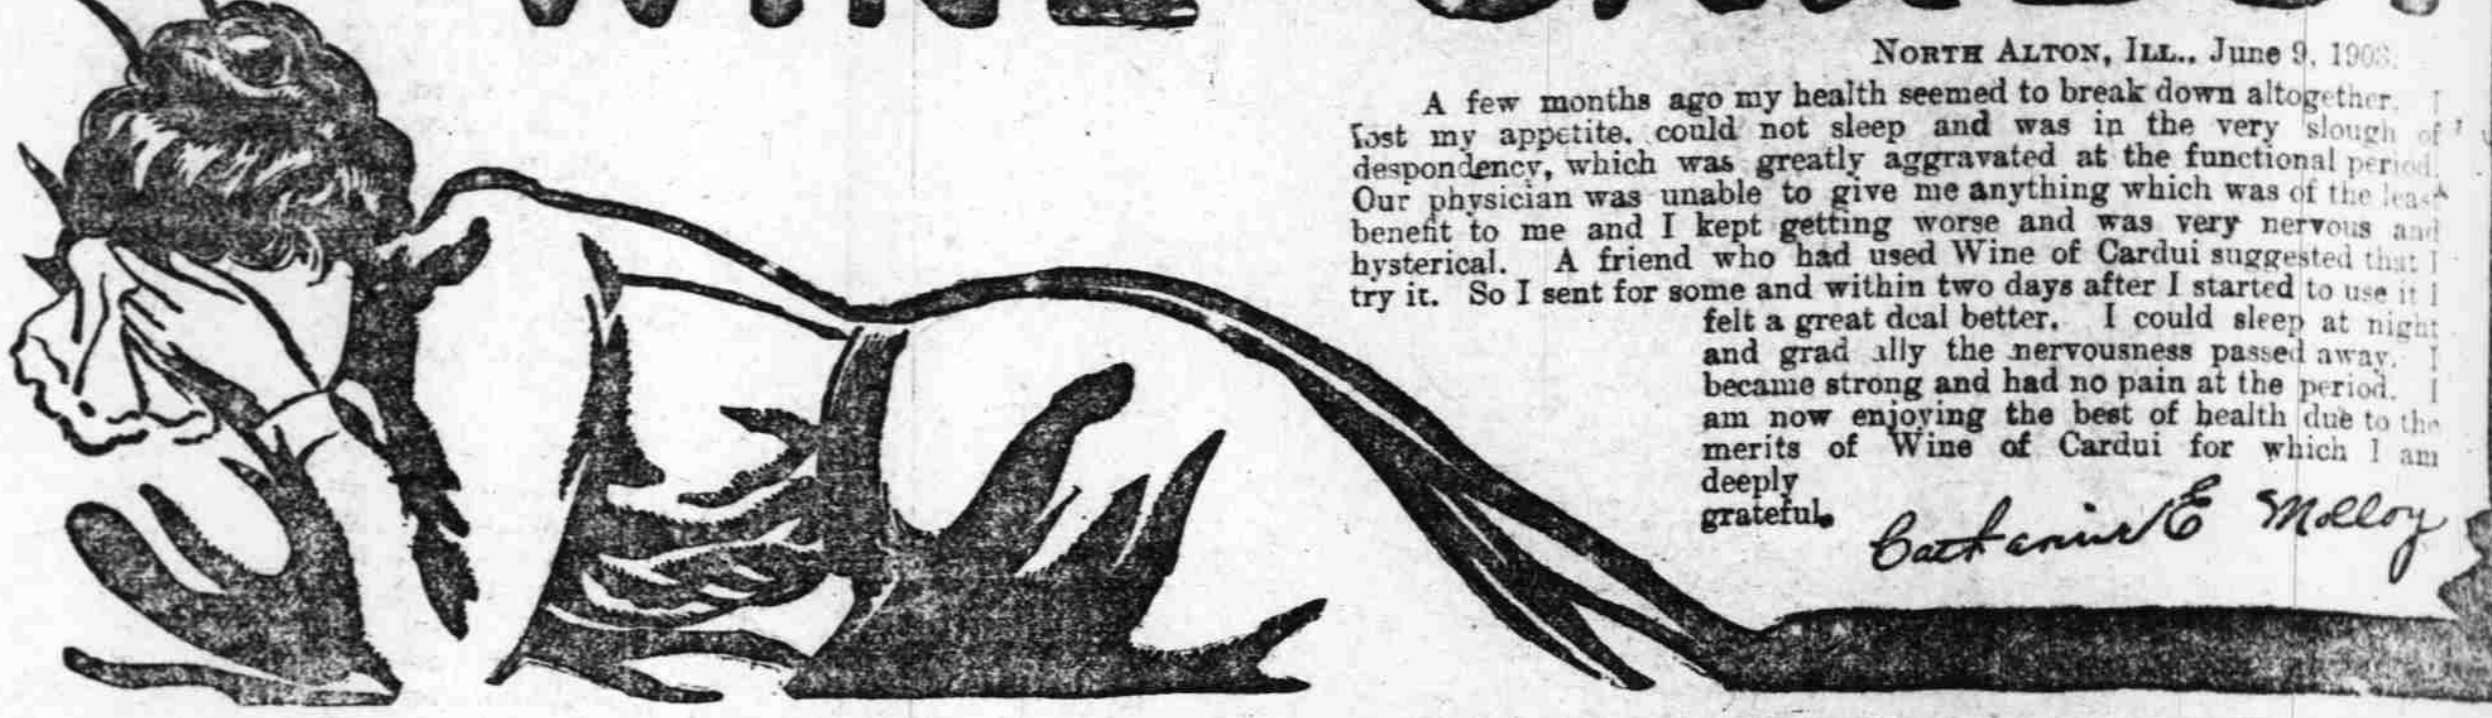 WINE
NORTH ALTON, ILL., June 9, 190
A few months ago my health seemed to break down altogether. I
lost my appetite, could not sleep and was in the very slough of
despondency, which was greatly aggravated at the functional period.
Our physician was unable to give me anything which was of the least
benefit to me and I kept getting worse and was very nervous and
hysterical. A friend who had used Wine of Cardui suggested that I
try it. So I sent for some and within two days after I started to use it I
felt a great deal better. I could sleep at night
and grad ally the nervousness passed away. I
became strong and had no pain at the period. I
am now enjoying the best of health due to the
merits of Wine of Cardui for which I am
deeply
grateful.
Catharine E Molloy